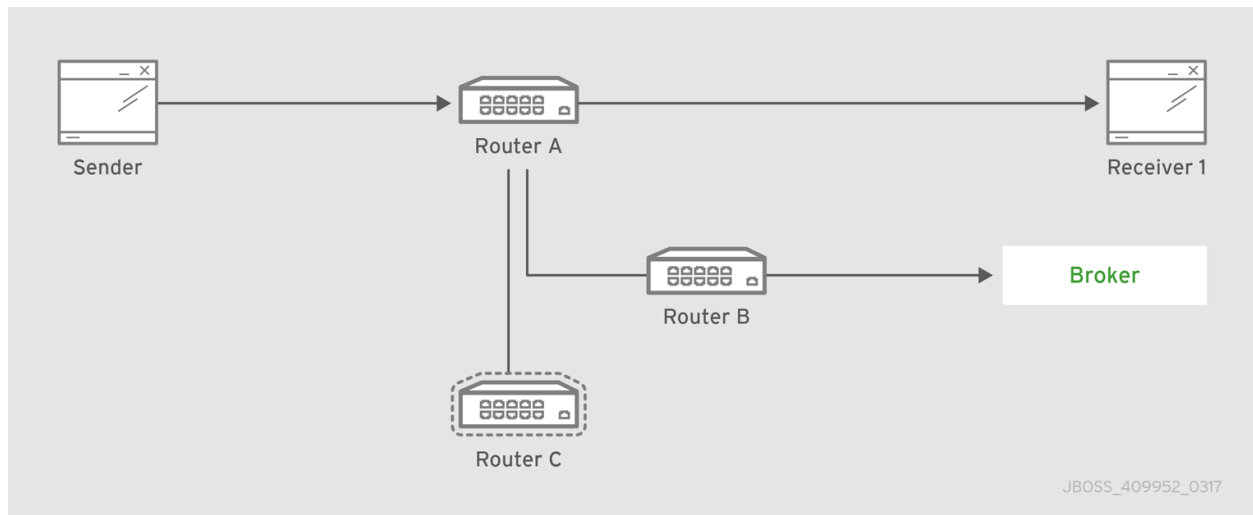 Sender
Router A
Receiver 1
Broker
Router B
Router C
JBOSS_409952_0317